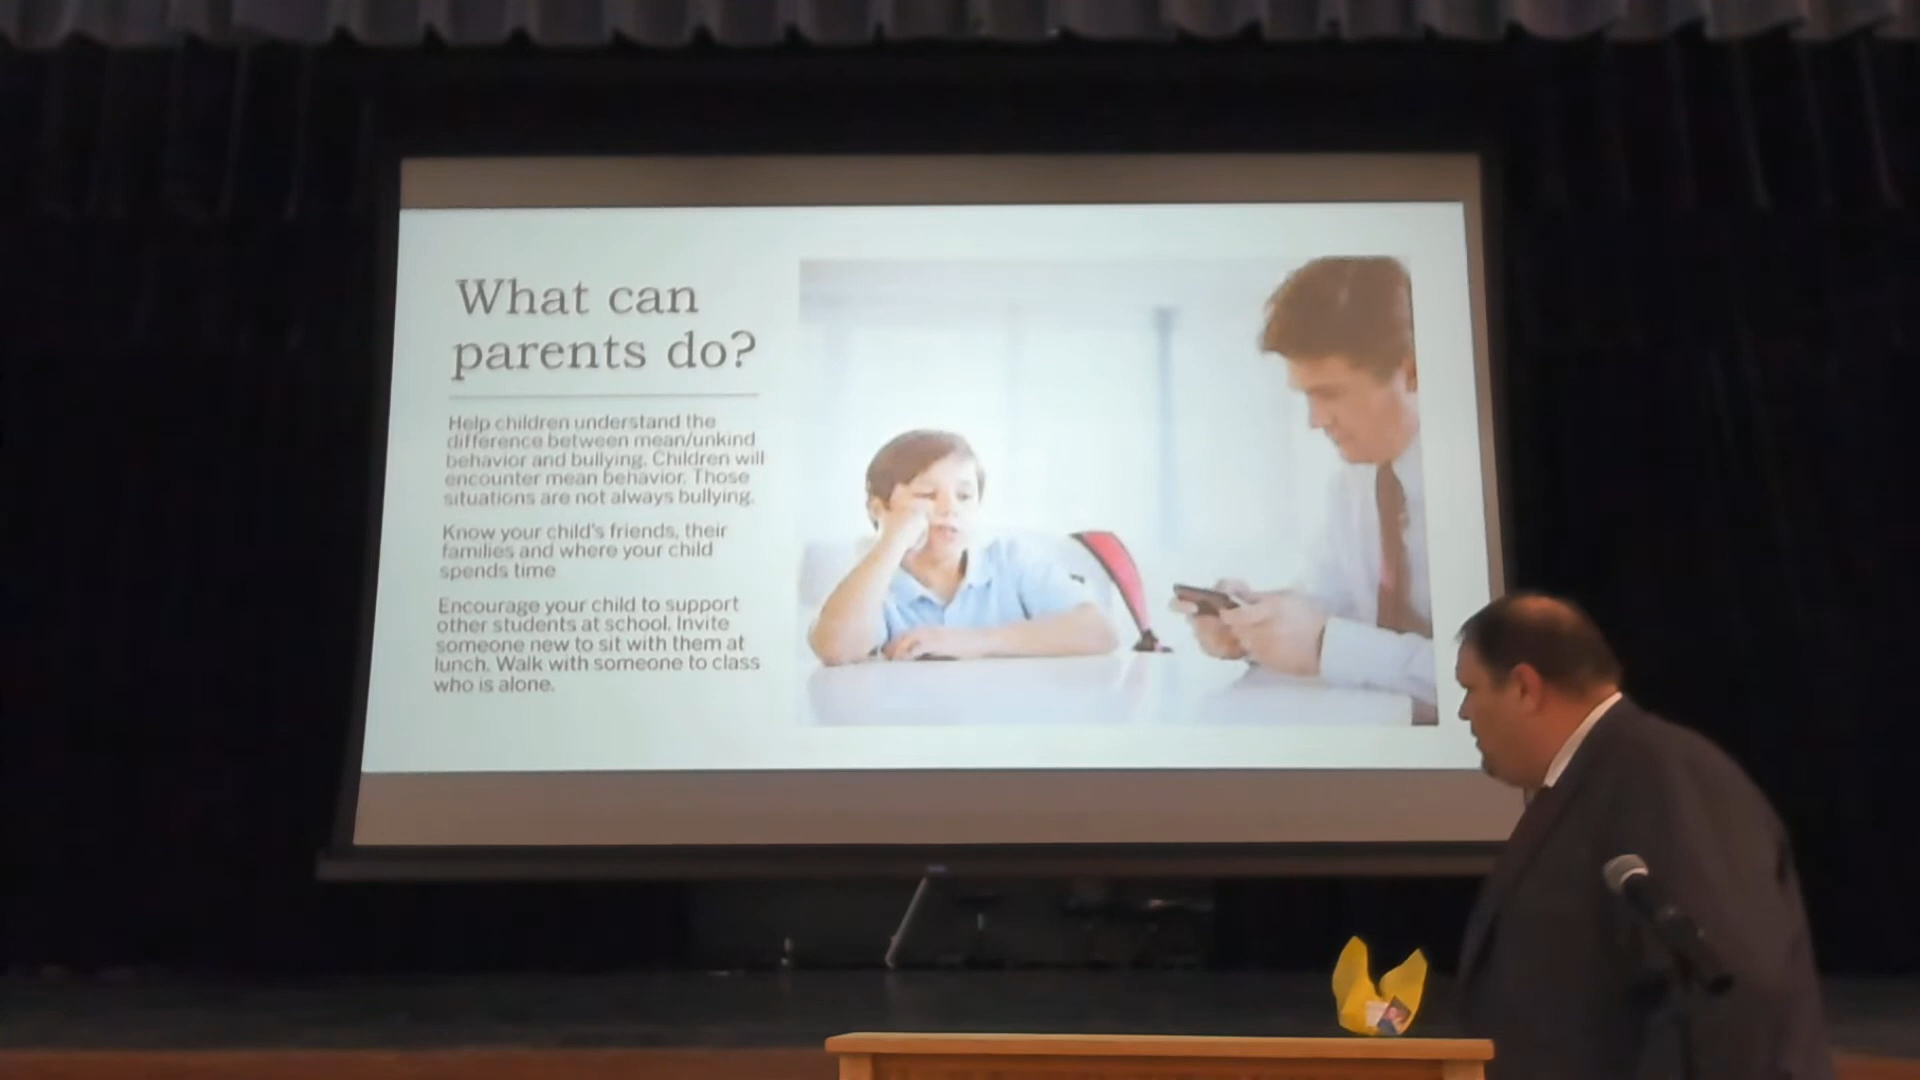 What can
parents do?
Help children understand the
difference between mean/unkind
behavior and bullying. Children will
encounter mean behavior. Those
situations are not always bullying.
Know your child's friends, their
families and where your child
spends time
Encourage your child to support
other students at school. Invite
someone new to sit with them at
lunch. Walk with someone to class
who is alone.